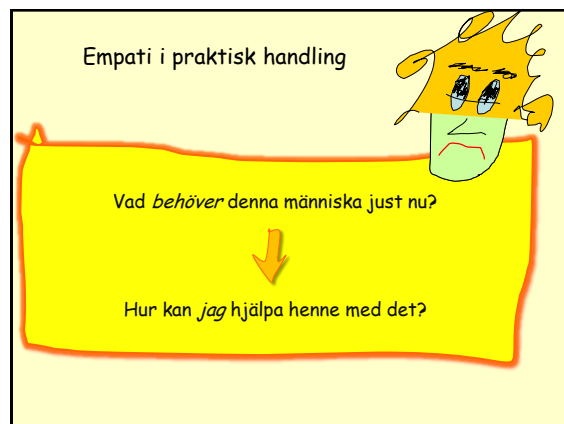 Empati i praktisk handling
Vad behöver denna människa just nu?
Hur kan jag hjälpa henne med det?